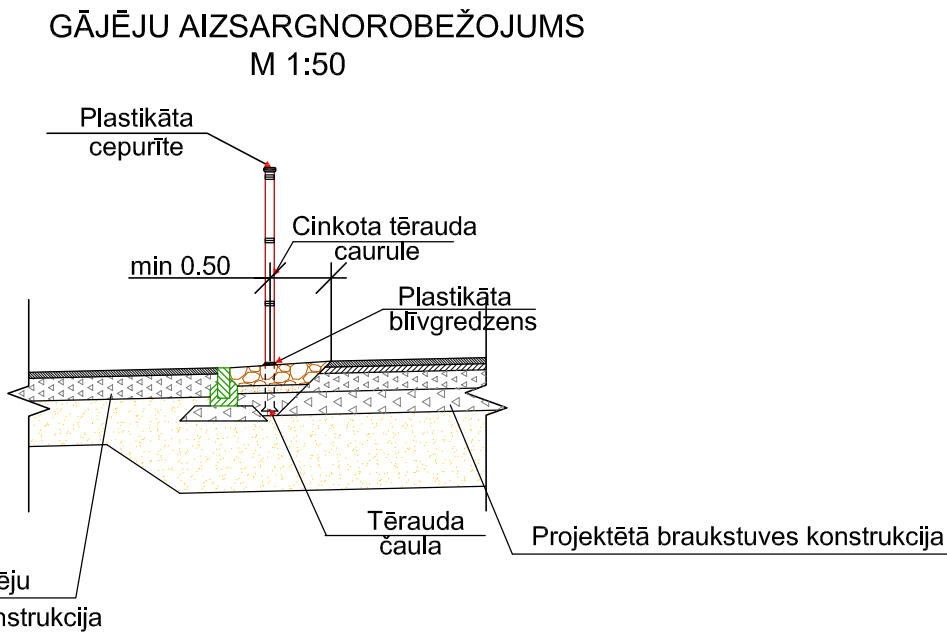 GĀJĒJU AIZSARGNOROBEŽOJUMS
M 1:50
Plastikāta
cepurīte
Cinkota tērauda
caurule
min 0.50
Plastikāta
blīvgredzens
Tērauda
čaula
Projektētā braukstuves konstrukcija
ēju
nstrukcija